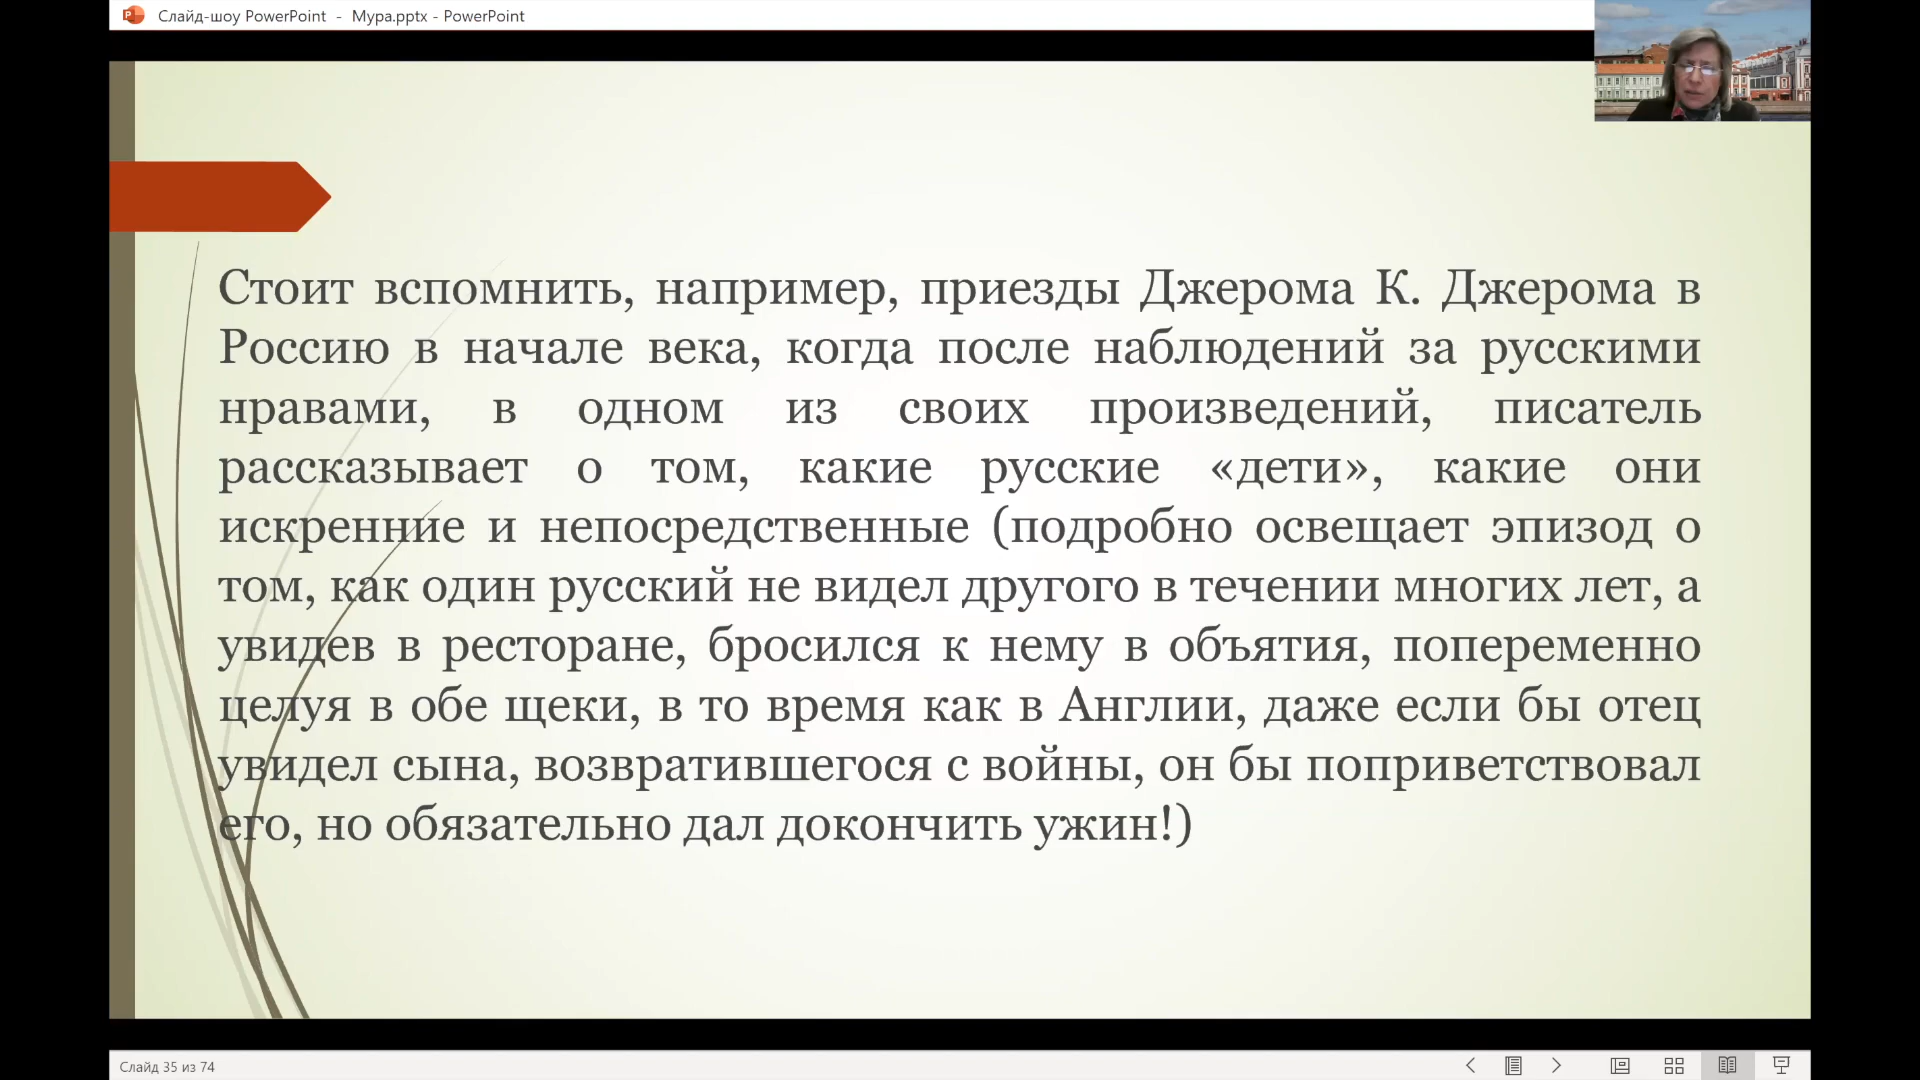 Слайд-шоу PowerPoint - Мура.pptx - PowerPoint
Стоит вспомнить, например, приезды Джерома К. Джерома в
Россию в начале века, когда после наблюдений за русскими
нравами, в одном из своих произведений, писатель
рассказывает о том, какие русские «дети», какие они
искренние и непосредственные (подробно освещает эпизод о
том, как один русский не видел другого в течении многих лет, а
увидев в ресторане, бросился к нему в объятия, попеременно
целуя в обе щеки, в то время как в Англии, даже если бы отец
увидел сына, возвратившегося с войны, он бы поприветствовал
его, но обязательно дал докончить ужин!)
Слайд 35 из 74